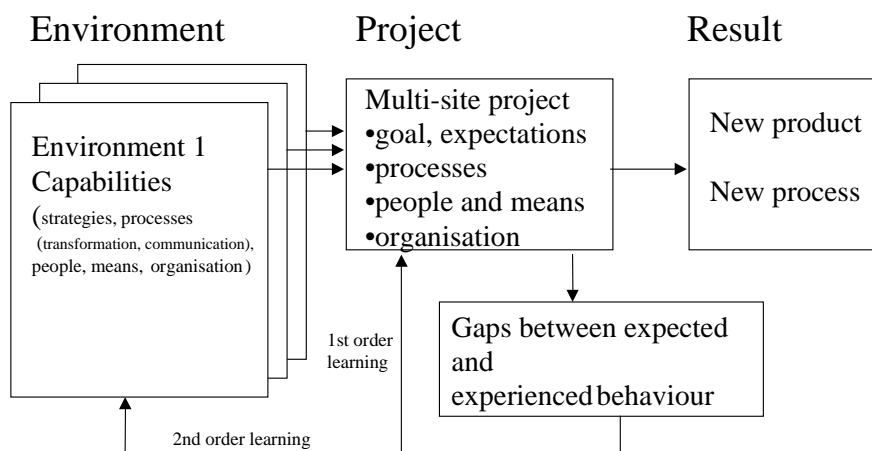 Environment
Project
Result
Environment 1
Capabilities
(strategies, processes
(transformation, communication),
people, means, organisation)
Multi-site project
•goal, expectations
•processes
•people and means
•organisation
New product
New process
Gaps between expected
and
experienced behaviour
1st order
learning
2nd order learning